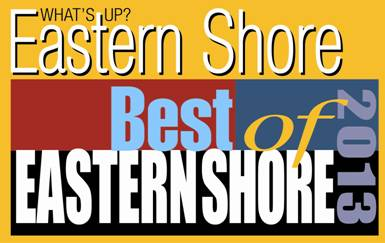 WHAT'S UP?
Eastern Shore
Best of
EASTERN SHORE
2013